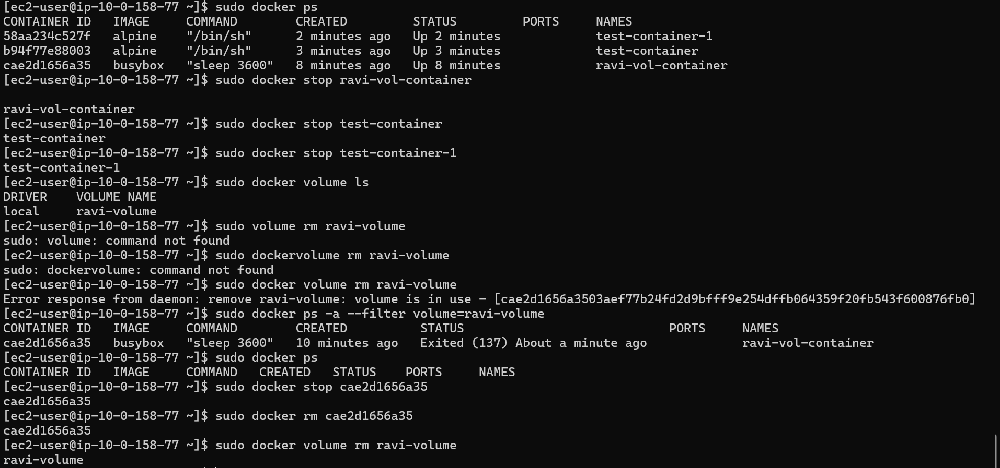 [ec2-user@ip-10-0-158-77 ~]$ sudo docker ps
CONTAINER ID   IMAGE     COMMAND        CREATED         STATUS         PORTS     NAMES
58aa234c527f   alpine    "/bin/sh"      2 minutes ago   Up 2 minutes             test-container-1
b94f77e88003   alpine    "/bin/sh"      3 minutes ago   Up 3 minutes             test-container
cae2d1656a35   busybox   "sleep 3600"   8 minutes ago   Up 8 minutes             ravi-vol-container
[ec2-user@ip-10-0-158-77 ~]$ sudo docker stop ravi-vol-container
ravi-vol-container
[ec2-user@ip-10-0-158-77 ~]$ sudo docker stop test-container
test-container
[ec2-user@ip-10-0-158-77 ~]$ sudo docker stop test-container-1
test-container-1
[ec2-user@ip-10-0-158-77 ~]$ sudo docker volume ls
DRIVER    VOLUME NAME
local     ravi-volume
[ec2-user@ip-10-0-158-77 ~]$ sudo volume rm ravi-volume
sudo: volume: command not found
[ec2-user@ip-10-0-158-77 ~]$ sudo dockervolume rm ravi-volume
sudo: dockervolume: command not found
[ec2-user@ip-10-0-158-77 ~]$ sudo docker volume rm ravi-volume
Error response from daemon: remove ravi-volume: volume is in use - [cae2d1656a3503aef77b24fd2d9bfff9e254dffb064359f20fb543f600876fb0]
[ec2-user@ip-10-0-158-77 ~]$ sudo docker ps -a --filter volume=ravi-volume
CONTAINER ID   IMAGE     COMMAND        CREATED          STATUS                            PORTS     NAMES
cae2d1656a35   busybox   "sleep 3600"   10 minutes ago   Exited (137) About a minute ago             ravi-vol-container
[ec2-user@ip-10-0-158-77 ~]$ sudo docker ps
CONTAINER ID   IMAGE     COMMAND   CREATED   STATUS    PORTS     NAMES
[ec2-user@ip-10-0-158-77 ~]$ sudo docker stop cae2d1656a35
cae2d1656a35
[ec2-user@ip-10-0-158-77 ~]$ sudo docker rm cae2d1656a35
cae2d1656a35
[ec2-user@ip-10-0-158-77 ~]$ sudo docker volume rm ravi-volume
ravi-volume